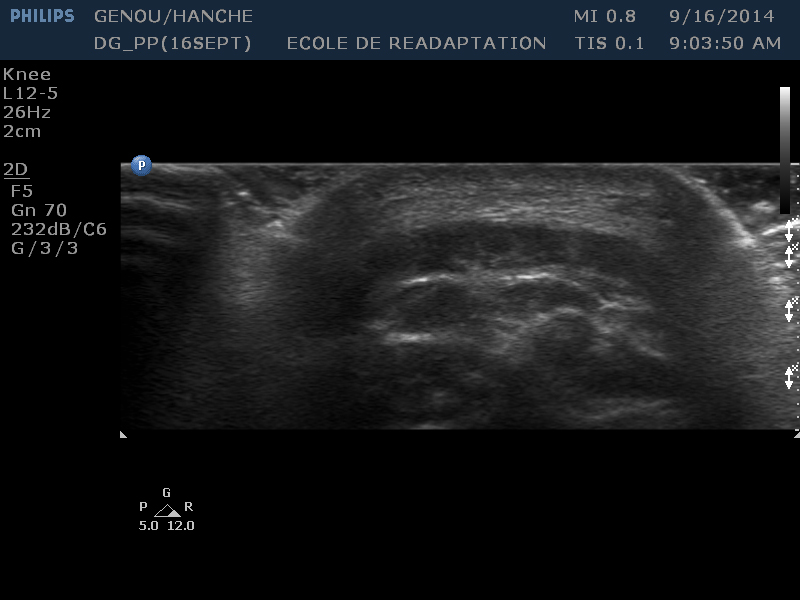 PHILIPS GENOU/HANCHE MI 0.8 9/16/2014
DG_PP(16SEPT) ECOLE DE READAPTATION TIS 0.1 9:03:50 AM
Knee
L12-5
26Hz
2cm
2D
F5
Gn 70
232dB/C6
G/3/3
P
G
P R
5.0 12.0